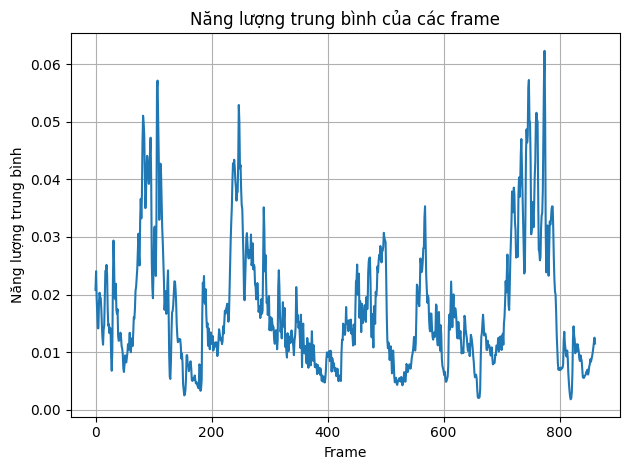 Năng lượng trung bình của các frame
Năng lượng trung bình
0.06
0.05
0.04
0.03
0.02
0.01
0.00
0 200 400 600 800
Frame